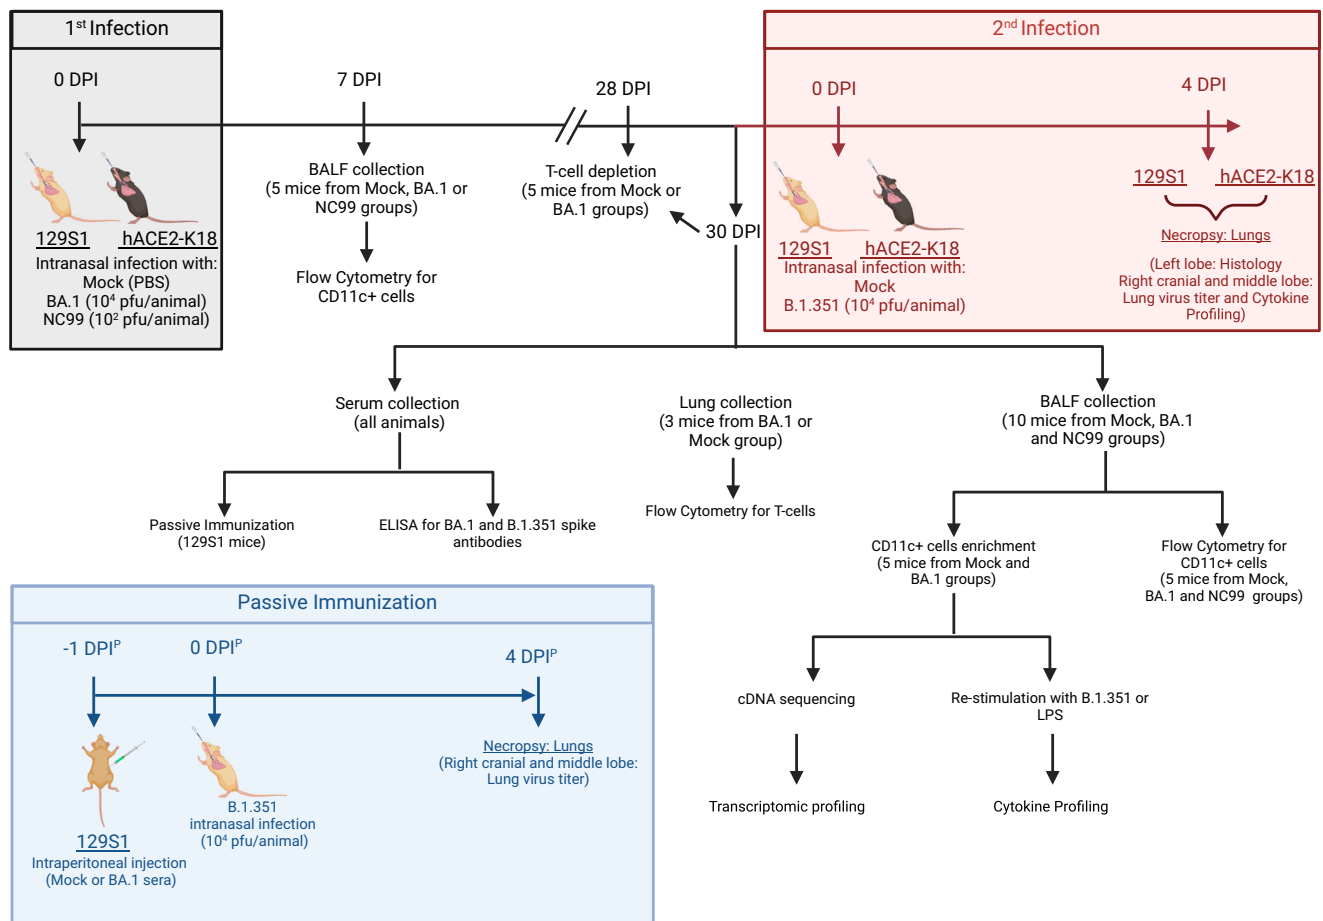 1st Infection
0 DPI
129S1 hACE2-K18
Intranasal infection with:
Mock (PBS)
BA.1 (10⁴ pfu/animal)
NC99 (10² pfu/animal)
7 DPI
BALF collection
(5 mice from Mock, BA.1 or
NC99 groups)
Flow Cytometry for
CD11c+ cells
28 DPI
T-cell depletion
(5 mice from Mock or
BA.1 groups)
30 DPI
2nd Infection
0 DPI
129S1 hACE2-K18
Intranasal infection with:
Mock
B.1.351 (10⁴ pfu/animal)
4 DPI
129S1 hACE2-K18
Necropsy: Lungs
(Left lobe: Histology
Right cranial and middle lobe:
Lung virus titer and Cytokine
Profiling)
Serum collection
(all animals)
Passive Immunization
(129S1 mice)
ELISA for BA.1 and B.1.351 spike
antibodies
Lung collection
(3 mice from BA.1 or
Mock group)
Flow Cytometry for T-cells
BALF collection
(10 mice from Mock, BA.1
and NC99 groups)
CD11c+ cells enrichment
(5 mice from Mock and
BA.1 groups)
Flow Cytometry for
CD11c+ cells
(5 mice from Mock,
BA.1 and NC99 groups)
cDNA sequencing
Transcriptomic profiling
Re-stimulation with B.1.351 or
LPS
Cytokine Profiling
Passive Immunization
-1 DPIᴾ
129S1
Intraperitoneal injection
(Mock or BA.1 sera)
0 DPIᴾ
B.1.351
intranasal infection
(10⁴ pfu/animal)
4 DPIᴾ
Necropsy: Lungs
(Right cranial and middle lobe:
Lung virus titer)